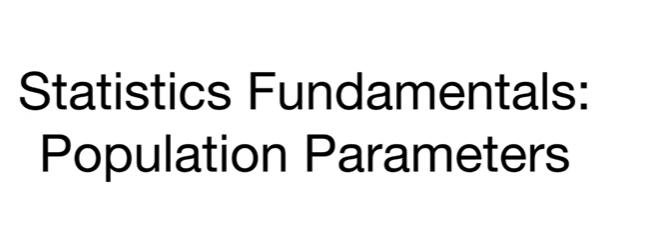 Statistics Fundamentals:
Population Parameters